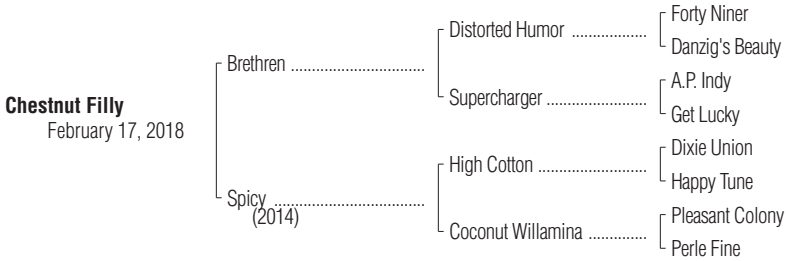 Forty Niner
Distorted Humor ..................
Danzig's Beauty
Brethren ................................
A.P. Indy
Supercharger ........................
Get Lucky
Chestnut Filly
February 17, 2018
Dixie Union
High Cotton ..........................
Happy Tune
Spicy ....................................
(2014)
Pleasant Colony
Coconut Willamina ..............
Perle Fine